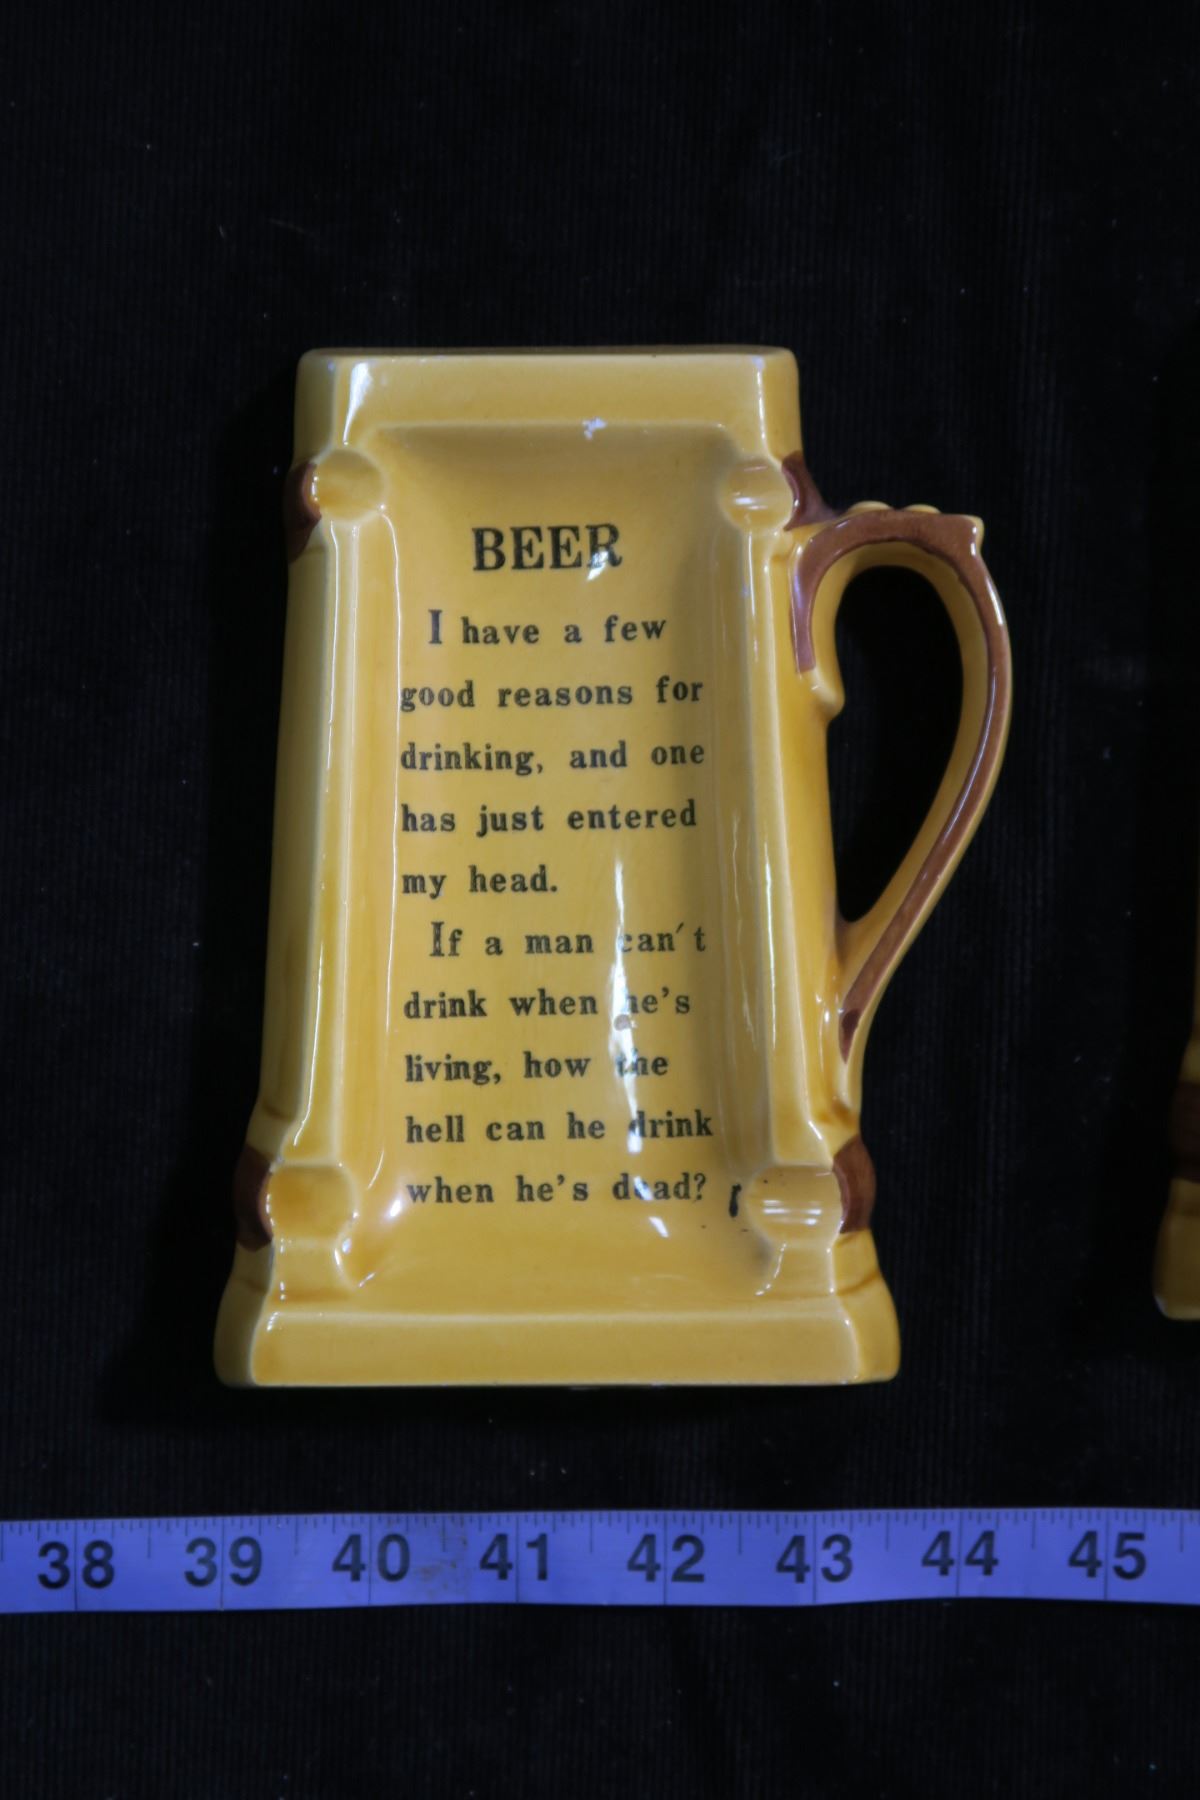 BEER
I have a few
good reasons for
drinking, and one
has just entered
my head.
If a man can't
drink when he's
living, how the
hell can he drink
when he's dead?
38 39 40 41 42 43 44 45